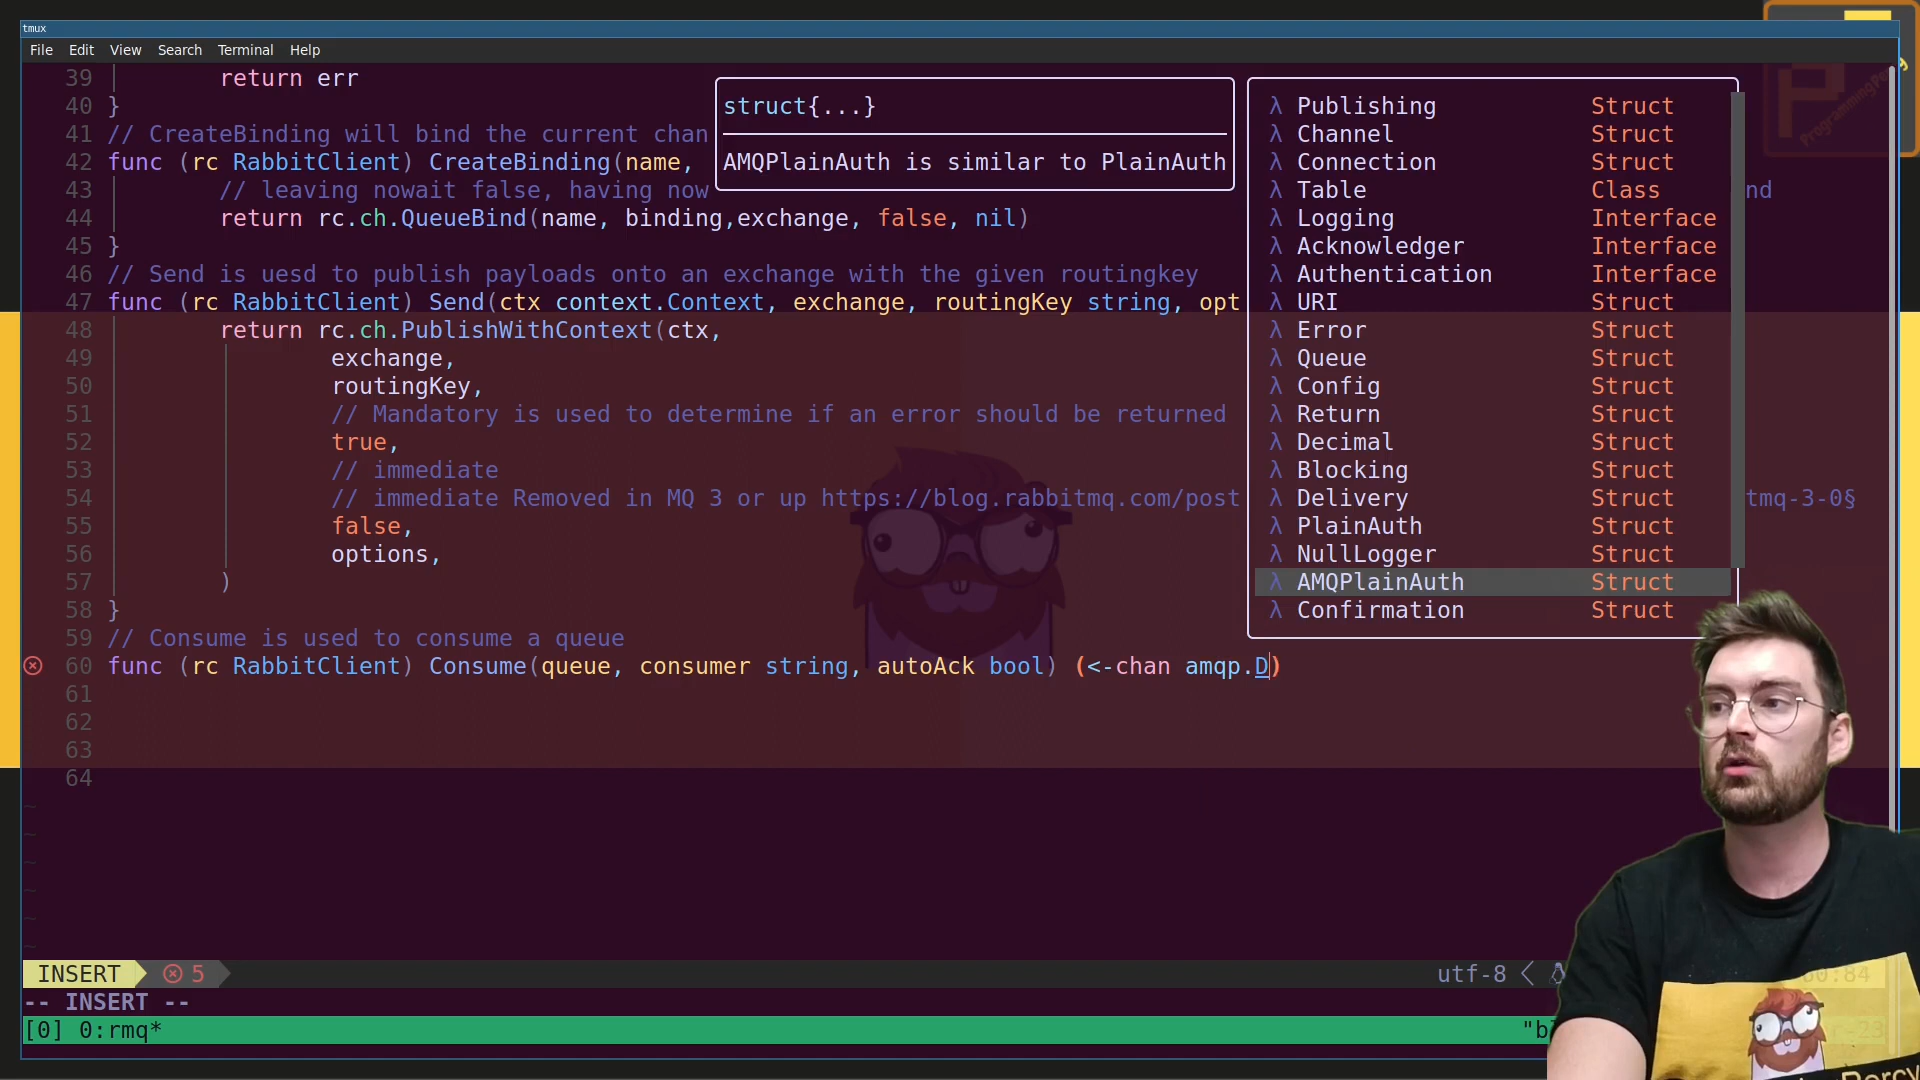 tmux
File Edit View Search Terminal Help
39 return err
40 }
41 // CreateBinding will bind the current chan
42 func (rc RabbitClient) CreateBinding(name,
43 // leaving nowait false, having now nd
44 return rc.ch.QueueBind(name, binding,exchange, false, nil)
45 }
46 // Send is uesd to publish payloads onto an exchange with the given routingkey
47 func (rc RabbitClient) Send(ctx context.Context, exchange, routingKey string, opt
48 return rc.ch.PublishWithContext(ctx,
49 exchange,
50 routingKey,
51 // Mandatory is used to determine if an error should be returned
52 true,
53 // immediate
54 // immediate Removed in MQ 3 or up https://blog.rabbitmq.com/post tmq-3-0§
55 false,
56 options,
57 )
58 }
59 // Consume is used to consume a queue
60 func (rc RabbitClient) Consume(queue, consumer string, autoAck bool) (<-chan amqp.D)
61
62
63
64
~
~
~
~
~
~
struct{...}
AMQPlainAuth is similar to PlainAuth
λ Publishing Struct
λ Channel Struct
λ Connection Struct
λ Table Class
λ Logging Interface
λ Acknowledger Interface
λ Authentication Interface
λ URI Struct
λ Error Struct
λ Queue Struct
λ Config Struct
λ Return Struct
λ Decimal Struct
λ Blocking Struct
λ Delivery Struct
λ PlainAuth Struct
λ NullLogger Struct
λ AMQPlainAuth Struct
λ Confirmation Struct
INSERT 5 utf-8 60:84
-- INSERT --
[0] 0:rmq*
Percy